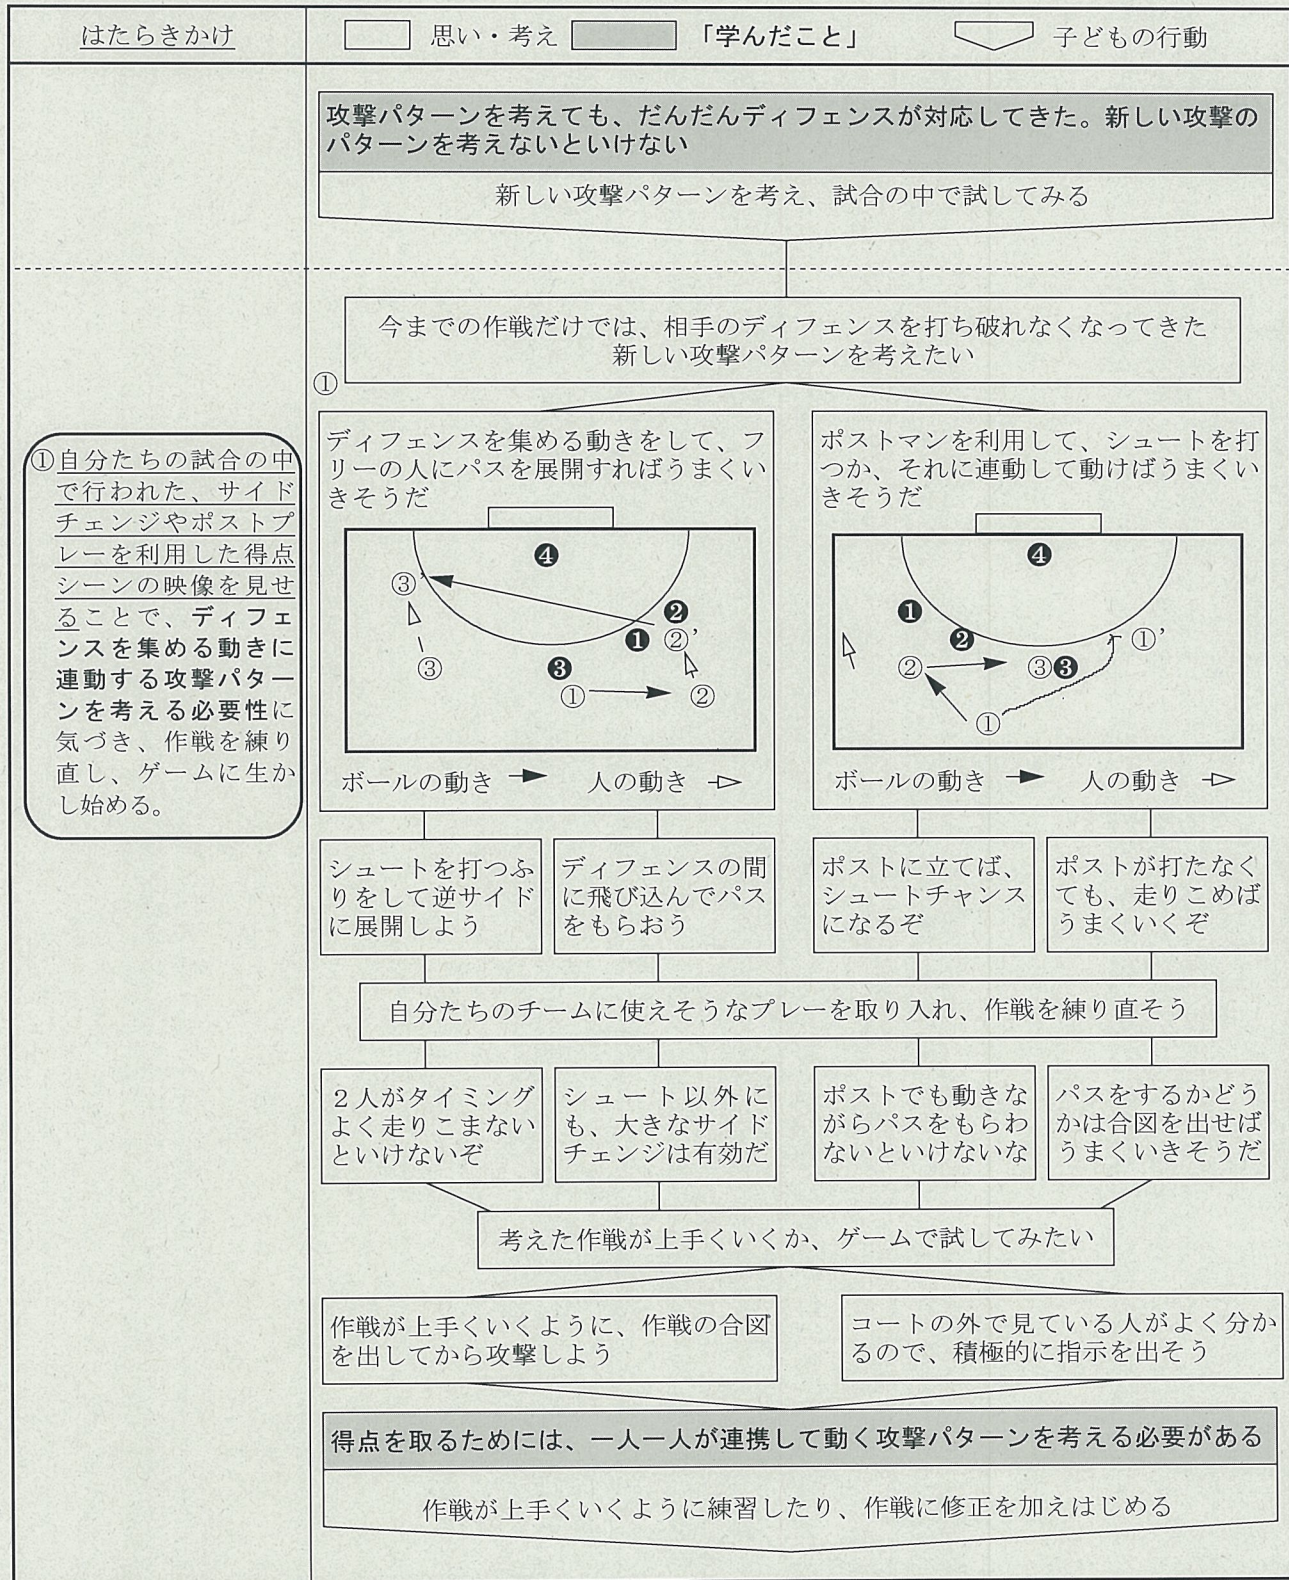 はたらきかけ
思い・考え 「学んだこと」 子どもの行動
攻撃パターンを考えても、だんだんディフェンスが対応してきた。新しい攻撃の
パターンを考えないといけない
新しい攻撃パターンを考え、試合の中で試してみる
今までの作戦だけでは、相手のディフェンスを打ち破れなくなってきた
新しい攻撃パターンを考えたい
①
①自分たちの試合の中
で行われた、サイド
チェンジやポストプ
レーを利用した得点
シーンの映像を見せ
ることで、ディフェ
ンスを集める動きに
連動する攻撃パター
ンを考える必要性に
気づき、作戦を練り
直し、ゲームに生か
し始める。
ディフェンスを集める動きをして、フ
リーの人にパスを展開すればうまくい
きそうだ
❹
③’
❷
❶ ②’
③
❸
① ②
ボールの動き 人の動き
ポストマンを利用して、シュートを打
つか、それに連動して動けばうまくい
きそうだ
❹
❶
❷ ①’
② ③❸
①
ボールの動き 人の動き
シュートを打つふ
りをして逆サイド
に展開しよう
ディフェンスの間
に飛び込んでパス
をもらおう
ポストに立てば、
シュートチャンス
になるぞ
ポストが打たなく
ても、走りこめば
うまくいくぞ
自分たちのチームに使えそうなプレーを取り入れ、作戦を練り直そう
２人がタイミング
よく走りこまない
といけないぞ
シュート以外に
も、大きなサイド
チェンジは有効だ
ポストでも動きな
がらパスをもらわ
ないといけないな
パスをするかどう
かは合図を出せば
うまくいきそうだ
考えた作戦が上手くいくか、ゲームで試してみたい
作戦が上手くいくように、作戦の合図
を出してから攻撃しよう
コートの外で見ている人がよく分か
るので、積極的に指示を出そう
得点を取るためには、一人一人が連携して動く攻撃パターンを考える必要がある
作戦が上手くいくように練習したり、作戦に修正を加えはじめる